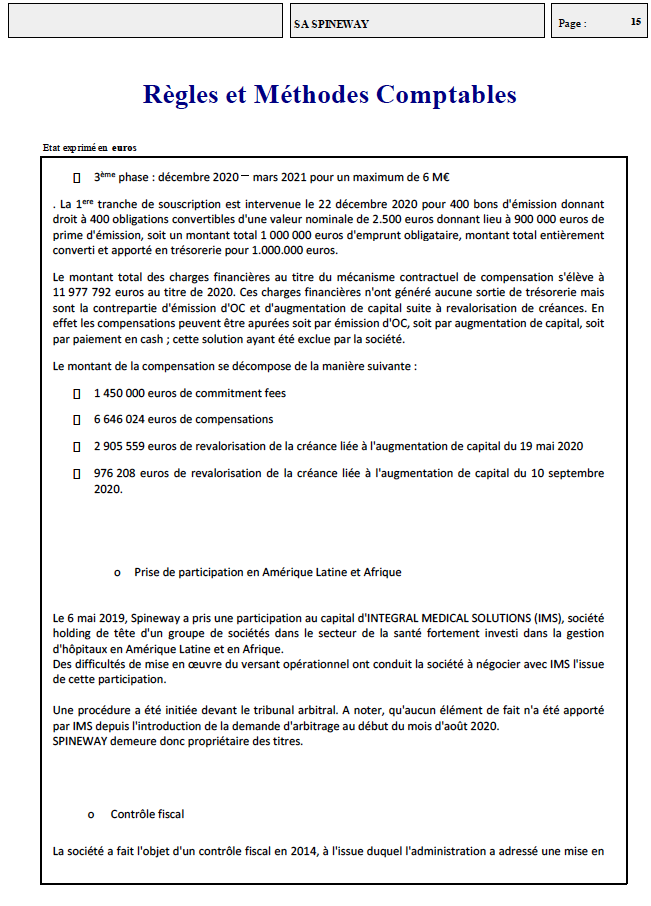 SA SPINEWAY
Page : 15
Règles et Méthodes Comptables
Etat exprimé en euros
3ème phase : décembre 2020 – mars 2021 pour un maximum de 6 M€
. La 1ere tranche de souscription est intervenue le 22 décembre 2020 pour 400 bons d'émission donnant
droit à 400 obligations convertibles d'une valeur nominale de 2.500 euros donnant lieu à 900 000 euros de
prime d'émission, soit un montant total 1 000 000 euros d'emprunt obligataire, montant total entièrement
converti et apporté en trésorerie pour 1.000.000 euros.
Le montant total des charges financières au titre du mécanisme contractuel de compensation s'élève à
11 977 792 euros au titre de 2020. Ces charges financières n'ont généré aucune sortie de trésorerie mais
sont la contrepartie d'émission d'OC et d'augmentation de capital suite à revalorisation de créances. En
effet les compensations peuvent être apurées soit par émission d'OC, soit par augmentation de capital, soit
par paiement en cash ; cette solution ayant été exclue par la société.
Le montant de la compensation se décompose de la manière suivante :
1 450 000 euros de commitment fees
6 646 024 euros de compensations
2 905 559 euros de revalorisation de la créance liée à l'augmentation de capital du 19 mai 2020
976 208 euros de revalorisation de la créance liée à l'augmentation de capital du 10 septembre
2020.
o Prise de participation en Amérique Latine et Afrique
Le 6 mai 2019, Spineway a pris une participation au capital d'INTEGRAL MEDICAL SOLUTIONS (IMS), société
holding de tête d'un groupe de sociétés dans le secteur de la santé fortement investi dans la gestion
d'hôpitaux en Amérique Latine et en Afrique.
Des difficultés de mise en œuvre du versant opérationnel ont conduit la société à négocier avec IMS l'issue
de cette participation.
Une procédure a été initiée devant le tribunal arbitral. A noter, qu'aucun élément de fait n'a été apporté
par IMS depuis l'introduction de la demande d'arbitrage au début du mois d'août 2020.
SPINEWAY demeure donc propriétaire des titres.
o Contrôle fiscal
La société a fait l'objet d'un contrôle fiscal en 2014, à l'issue duquel l'administration a adressé une mise en